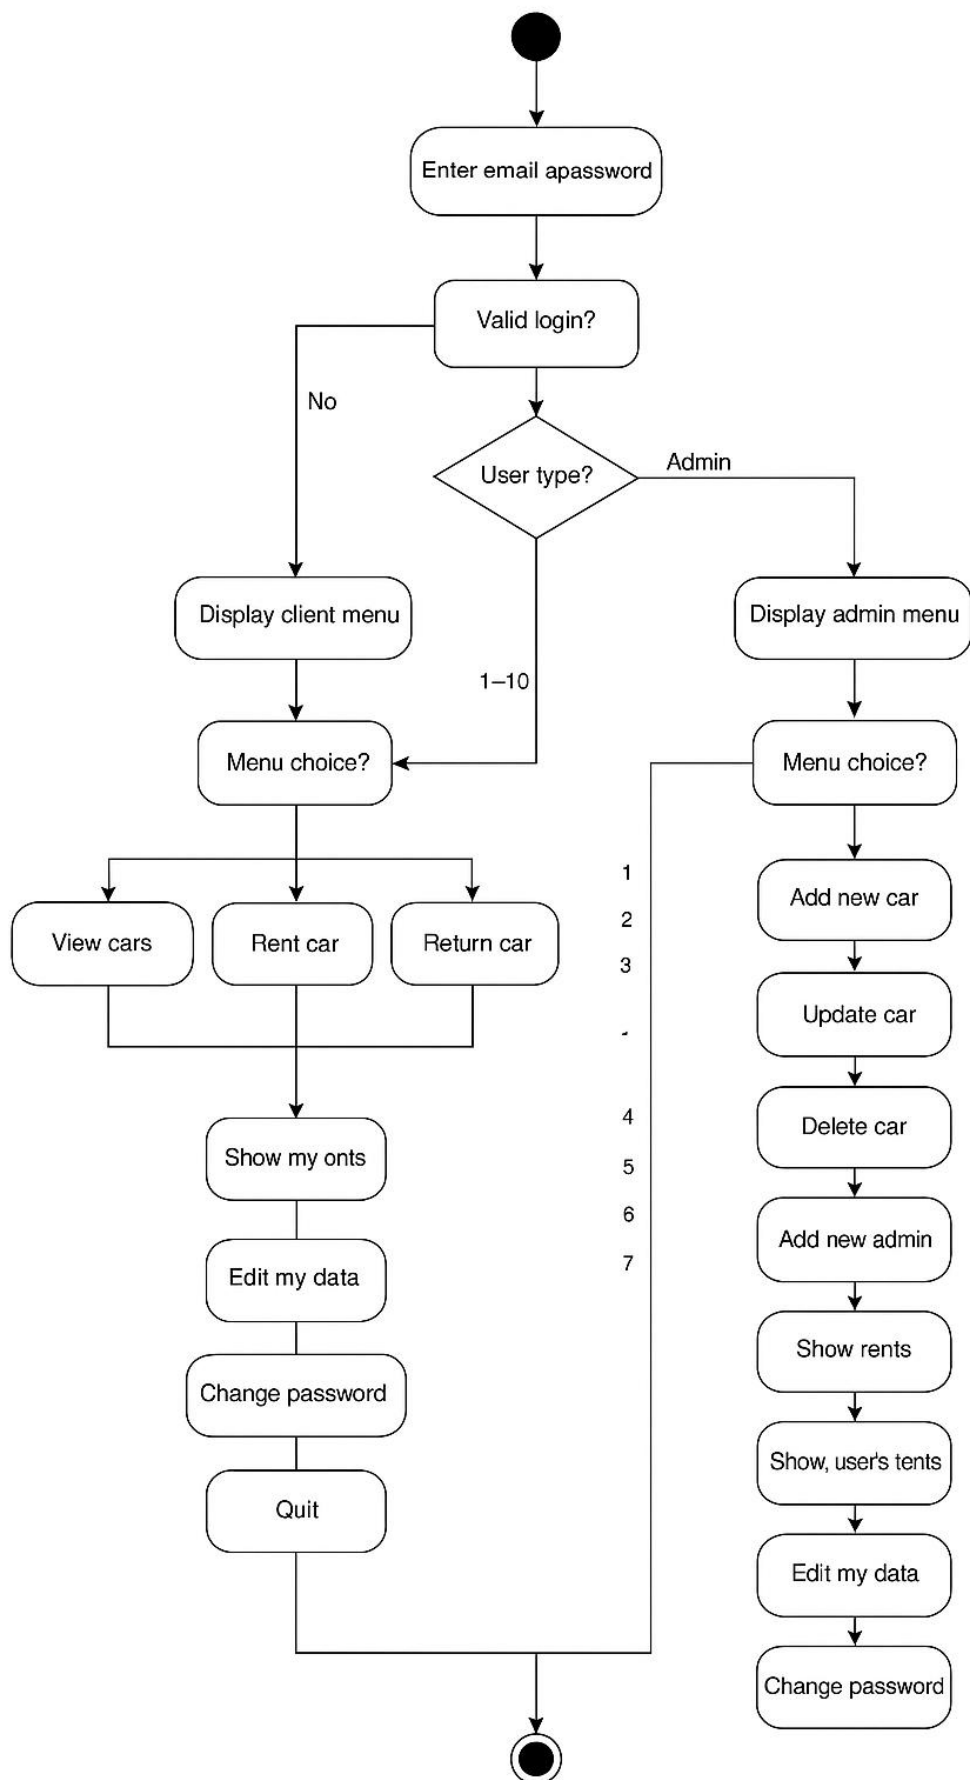 Enter email apassword
Valid login?
No
User type?
Admin
Display client menu
Display admin menu
1–10
Menu choice?
Menu choice?
1
Add new car
2
View cars
Rent car
Return car
3
Update car
4
Delete car
Show my onts
5
6
Add new admin
7
Edit my data
Show rents
Change password
Show, user's tents
Quit
Edit my data
Change password